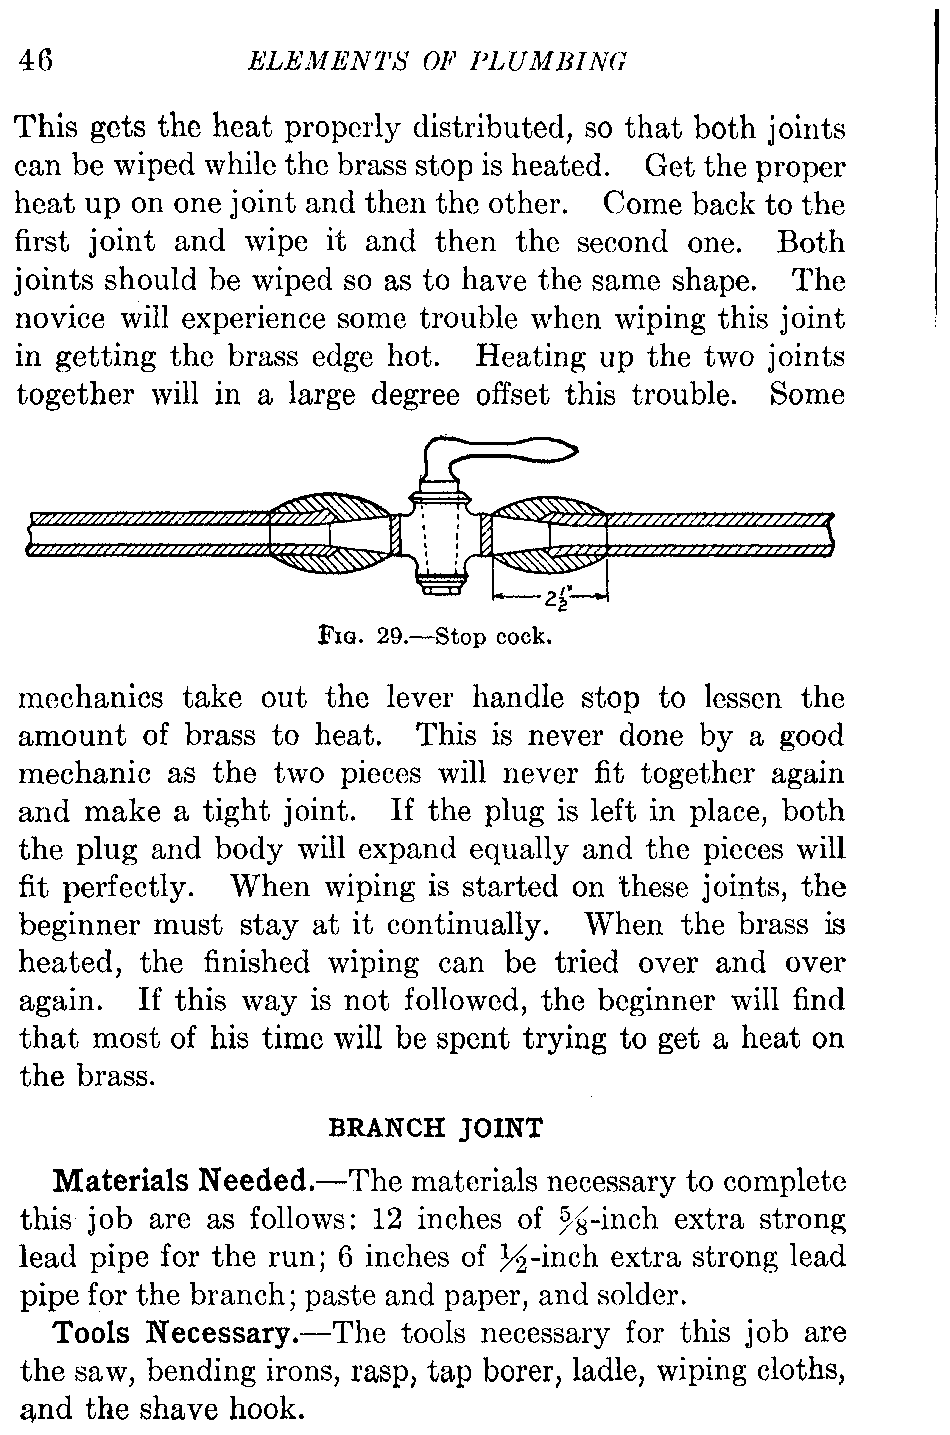 46 ELEMENTS OF PLUMBING
This gets the heat properly distributed, so that both joints
can be wiped while the brass stop is heated. Get the proper
heat up on one joint and then the other. Come back to the
first joint and wipe it and then the second one. Both
joints should be wiped so as to have the same shape. The
novice will experience some trouble when wiping this joint
in getting the brass edge hot. Heating up the two joints
together will in a large degree offset this trouble. Some
2½"
FIG. 29.—Stop cock.
mechanics take out the lever handle stop to lessen the
amount of brass to heat. This is never done by a good
mechanic as the two pieces will never fit together again
and make a tight joint. If the plug is left in place, both
the plug and body will expand equally and the pieces will
fit perfectly. When wiping is started on these joints, the
beginner must stay at it continually. When the brass is
heated, the finished wiping can be tried over and over
again. If this way is not followed, the beginner will find
that most of his time will be spent trying to get a heat on
the brass.
BRANCH JOINT
Materials Needed.—The materials necessary to complete
this job are as follows: 12 inches of ⅝-inch extra strong
lead pipe for the run; 6 inches of ½-inch extra strong lead
pipe for the branch; paste and paper, and solder.
Tools Necessary.—The tools necessary for this job are
the saw, bending irons, rasp, tap borer, ladle, wiping cloths,
and the shave hook.